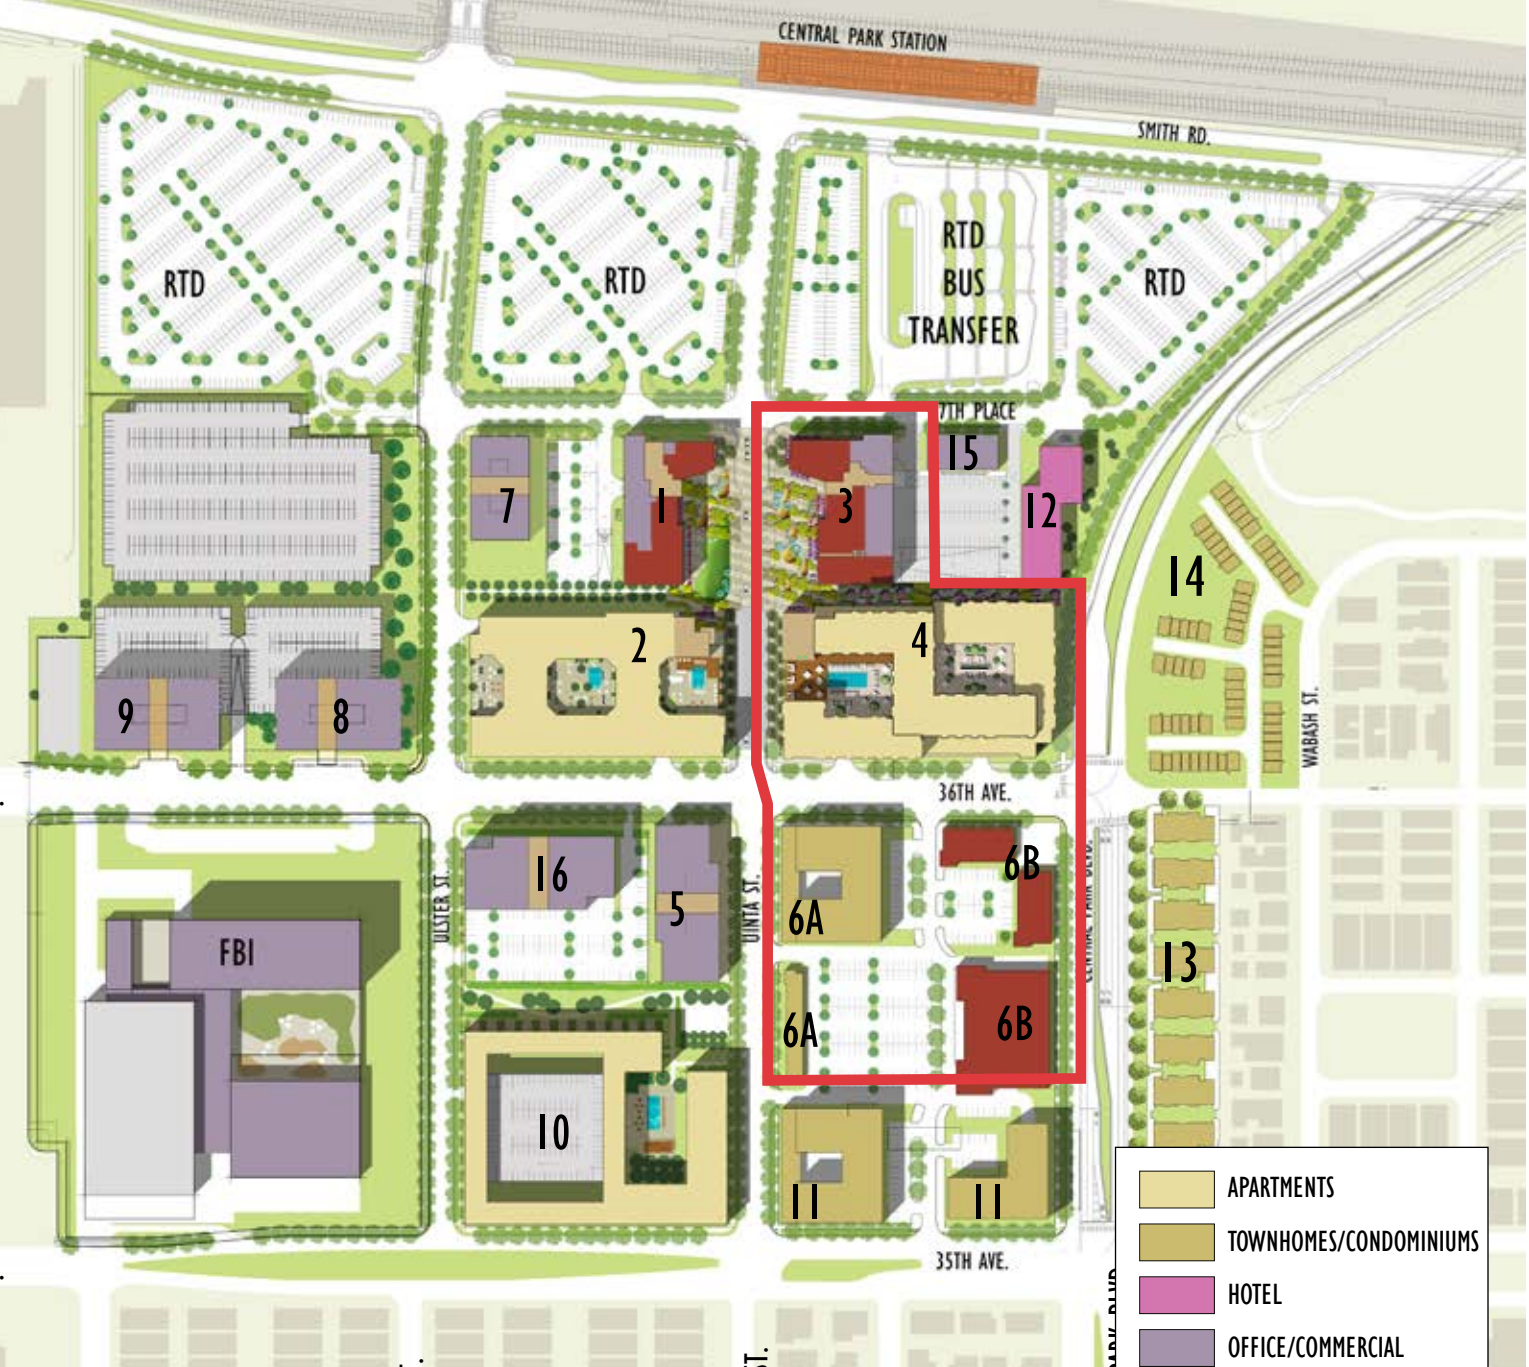 CENTRAL PARK STATION
SMITH RD.
RTD
RTD
RTD
BUS
TRANSFER
RTD
7TH PLACE
7
1
3
15
12
14
2
4
9
8
WABASH ST.
36TH AVE.
16
5
6A
6B
ULSTER ST.
UINTA ST.
FBI
13
6A
6B
10
11
11
35TH AVE.
APARTMENTS
TOWNHOMES/CONDOMINIUMS
HOTEL
OFFICE/COMMERCIAL
ST.